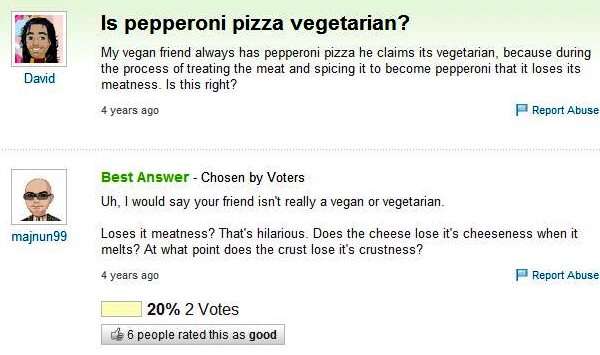 Is pepperoni pizza vegetarian?
My vegan friend always has pepperoni pizza he claims its vegetarian, because during
the process of treating the meat and spicing it to become pepperoni that it loses its
meatness. Is this right?
David
4 years ago
Report Abuse
Best Answer - Chosen by Voters
Uh, I would say your friend isn't really a vegan or vegetarian.
majnun99
Loses it meatness? That's hilarious. Does the cheese lose it's cheeseness when it
melts? At what point does the crust lose it's crustness?
4 years ago
Report Abuse
20% 2 Votes
6 people rated this as good